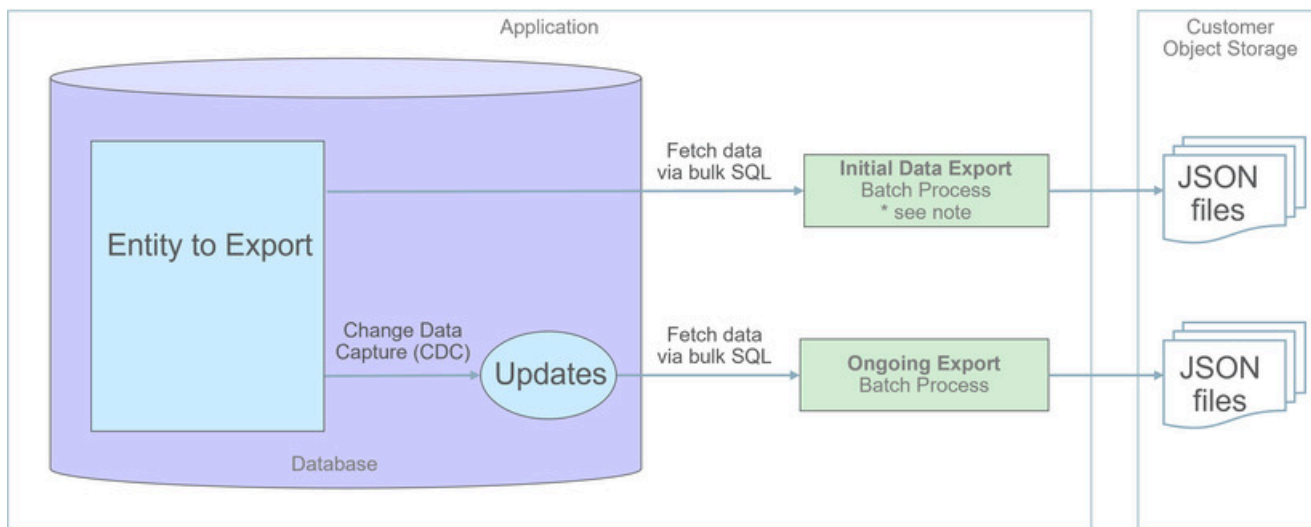 Application
Customer
Object Storage
Fetch data
via bulk SQL
Initial Data Export
Batch Process
* see note
JSON
files
Entity to Export
Change Data
Capture (CDC)
Updates
Fetch data
via bulk SQL
Ongoing Export
Batch Process
JSON
files
Database